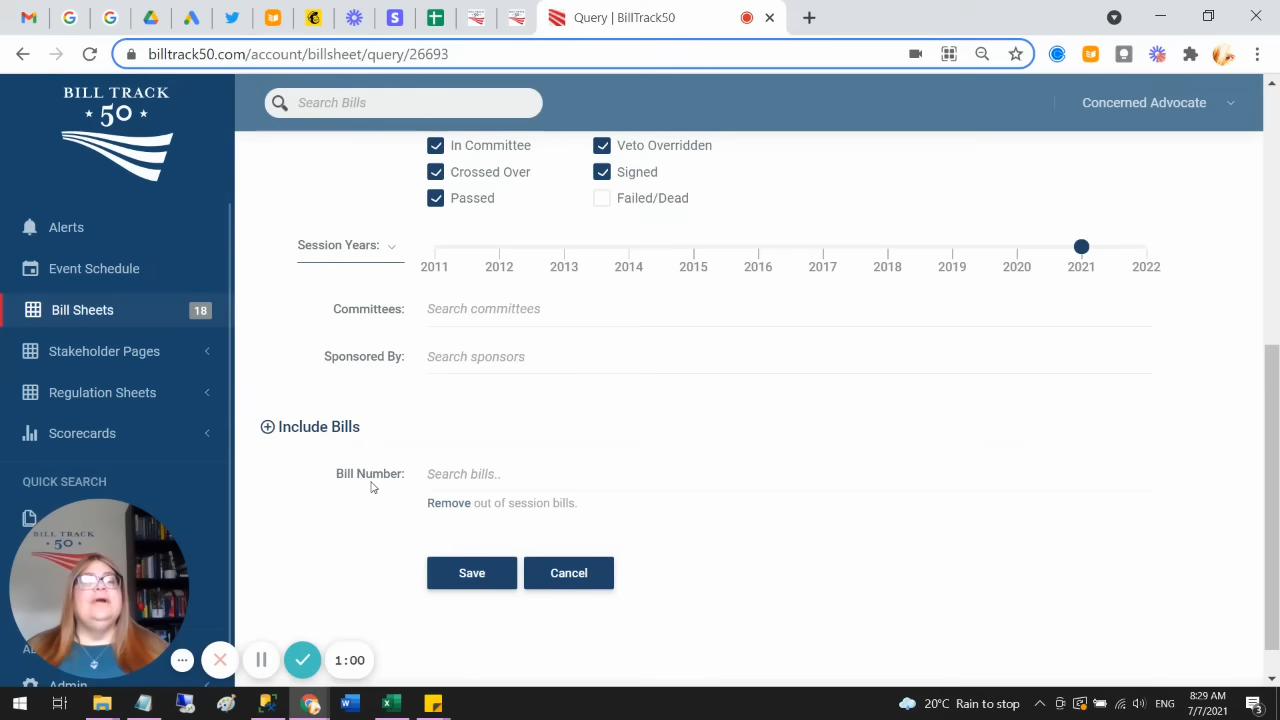 Query | BillTrack50
billtrack50.com/account/billsheet/query/26693
BILL TRACK
50
Search Bills
Concerned Advocate
In Committee
Veto Overridden
Crossed Over
Signed
Passed
Failed/Dead
Alerts
Event Schedule
Bill Sheets
18
Stakeholder Pages
Regulation Sheets
Scorecards
QUICK SEARCH
Session Years:
2011 2012 2013 2014 2015 2016 2017 2018 2019 2020 2021 2022
Committees:
Search committees
Sponsored By:
Search sponsors
Include Bills
Bill Number:
Search bills..
Remove out of session bills.
Save
Cancel
BILL TRACK
50
1:00
Admin
20°C Rain to stop
ENG
8:29 AM
7/7/2021
3